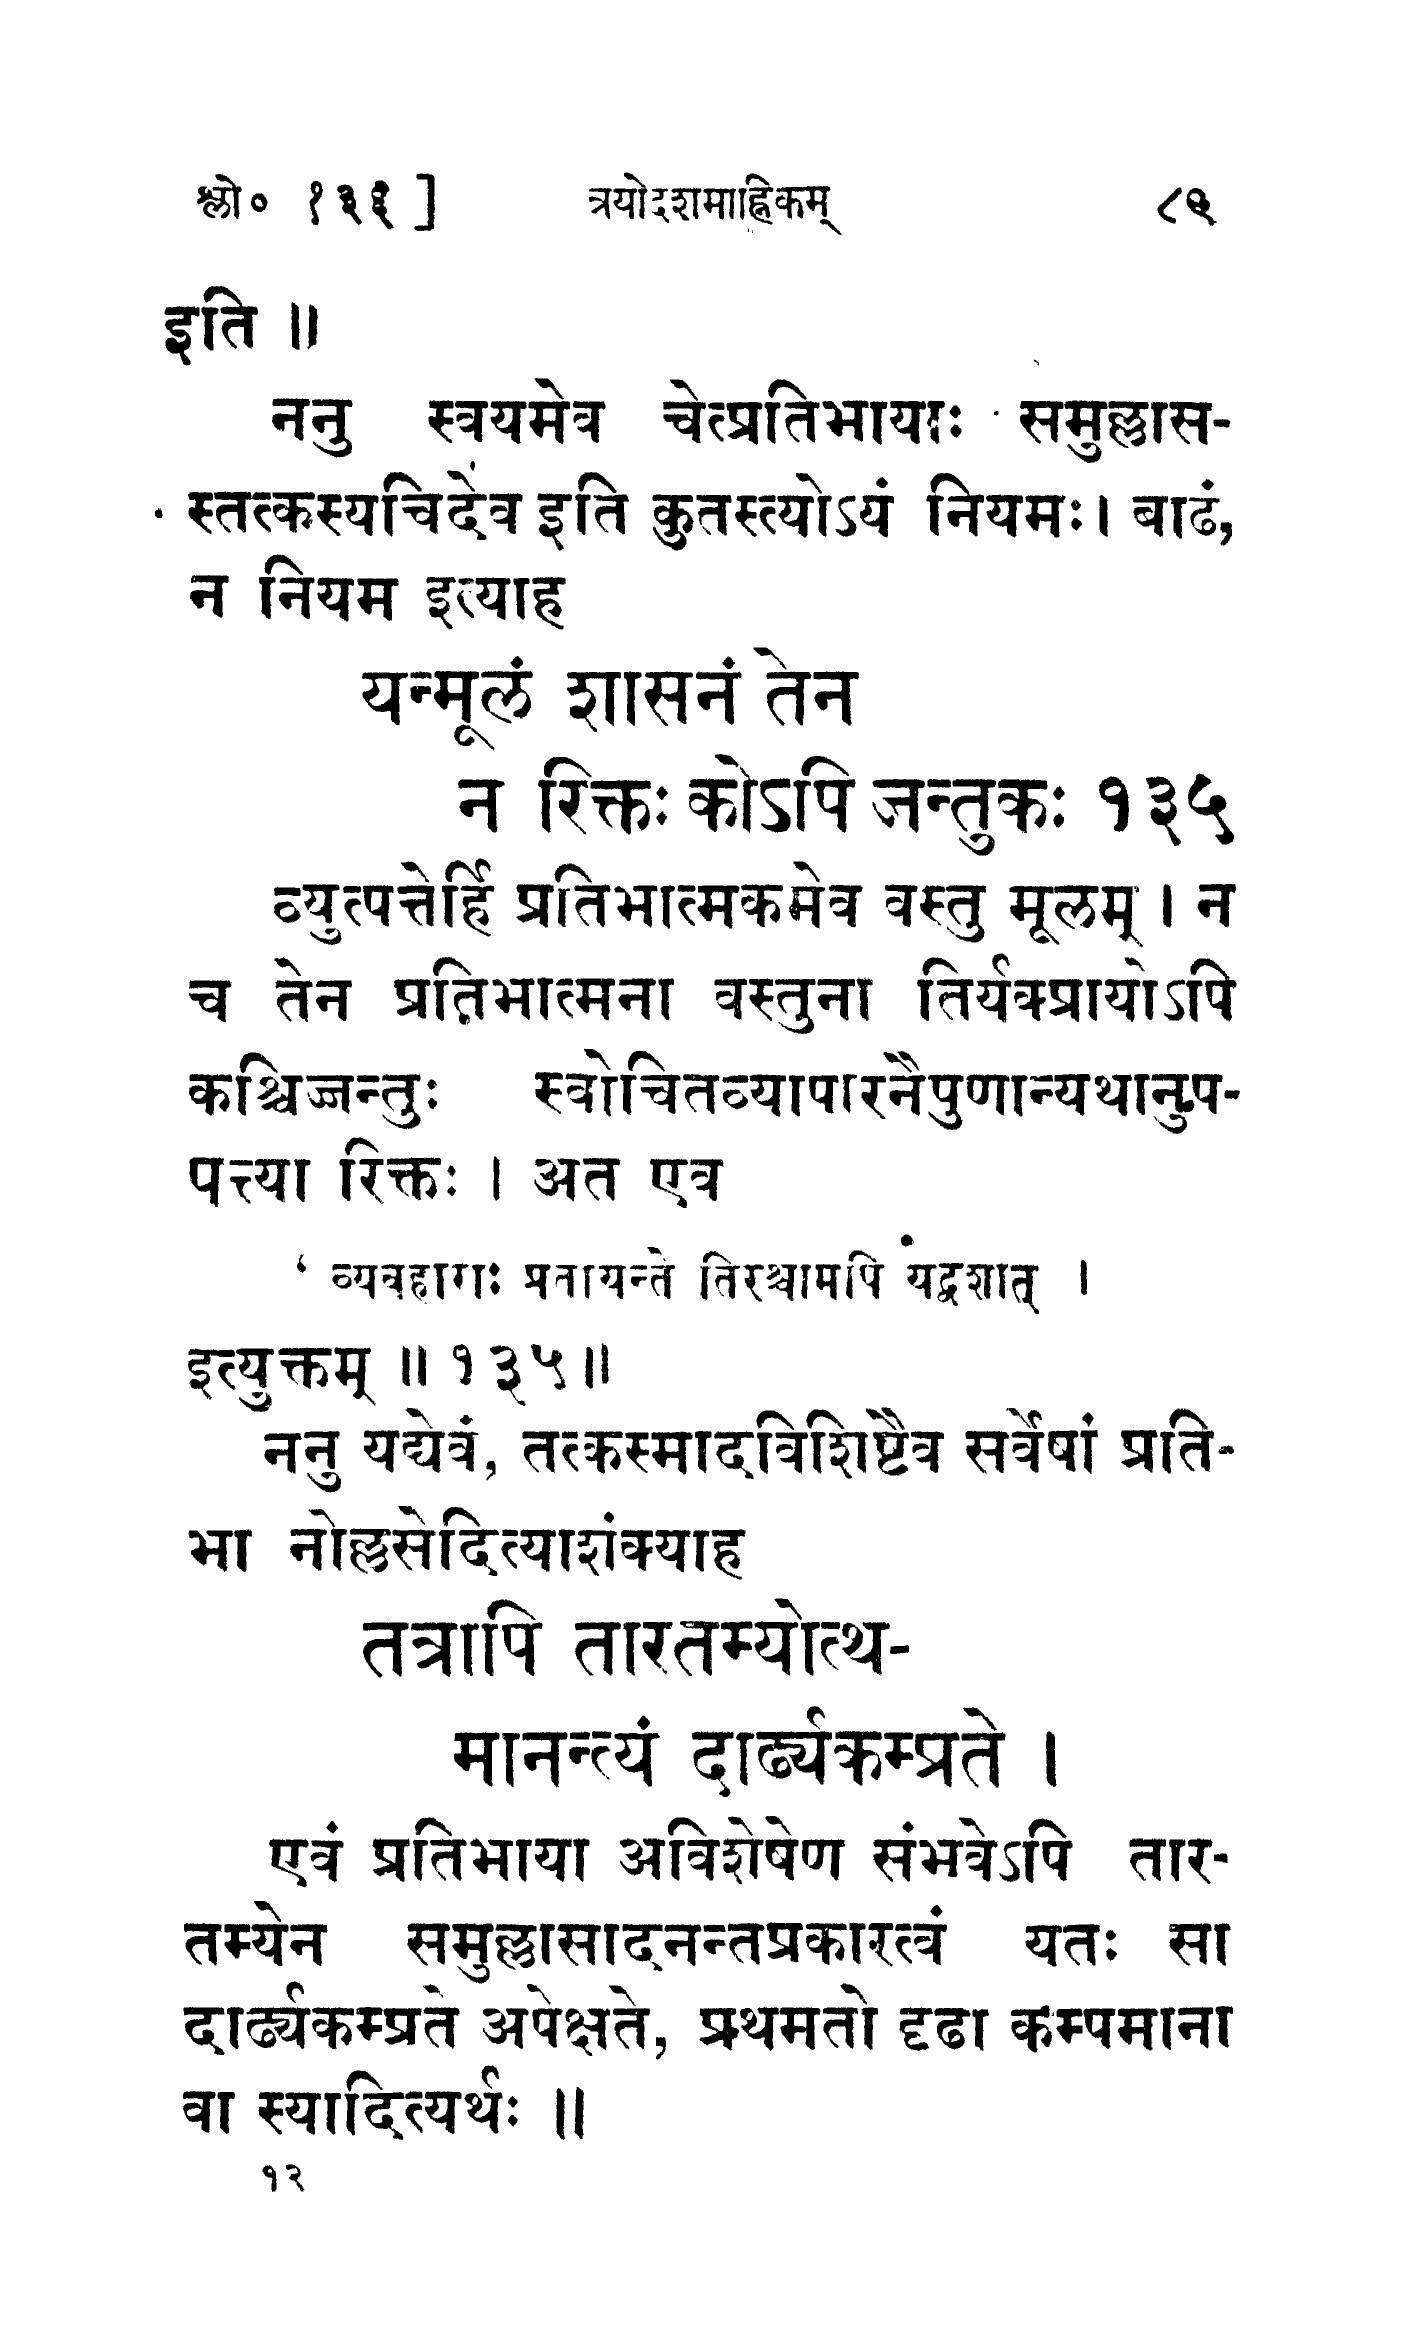 श्लो० १३६] त्रयोदशमाह्निकम् ८९
इति ॥
ननु स्वयमेव चेत्प्रतिभायाः समुल्लास-
स्तत्कस्यचिदेव इति कुतस्त्योऽयं नियमः। बाढं,
न नियम इत्याह
यन्मूलं शासनं तेन
न रिक्तः कोऽपि जन्तुकः १३५
व्युत्पत्तेर्हि प्रतिभात्मकमेव वस्तु मूलम् । न
च तेन प्रतिभात्मना वस्तुना तिर्यक्प्रायोऽपि
कश्चिज्जन्तुः स्वोचितव्यापारनैपुणान्यथानुप-
पत्त्या रिक्तः । अत एव
‘ व्यवहाराः प्रतायन्ते तिरश्चामपि यद्वशात् ।
इत्युक्तम् ॥ १३५॥
ननु यद्येवं, तत्कस्मादविशिष्टैव सर्वेषां प्रति-
भा नोल्लसेदित्याशंक्याह
तत्रापि तारतम्योत्थ-
मानन्त्यं दार्ढ्यकम्प्रते ।
एवं प्रतिभाया अविशेषेण संभवेऽपि तार-
तम्येन समुल्लासादनन्तप्रकारत्वं यतः सा
दार्ढ्यकम्प्रते अपेक्षते, प्रथमतो दृढा कम्पमाना
वा स्यादित्यर्थः ॥
१२